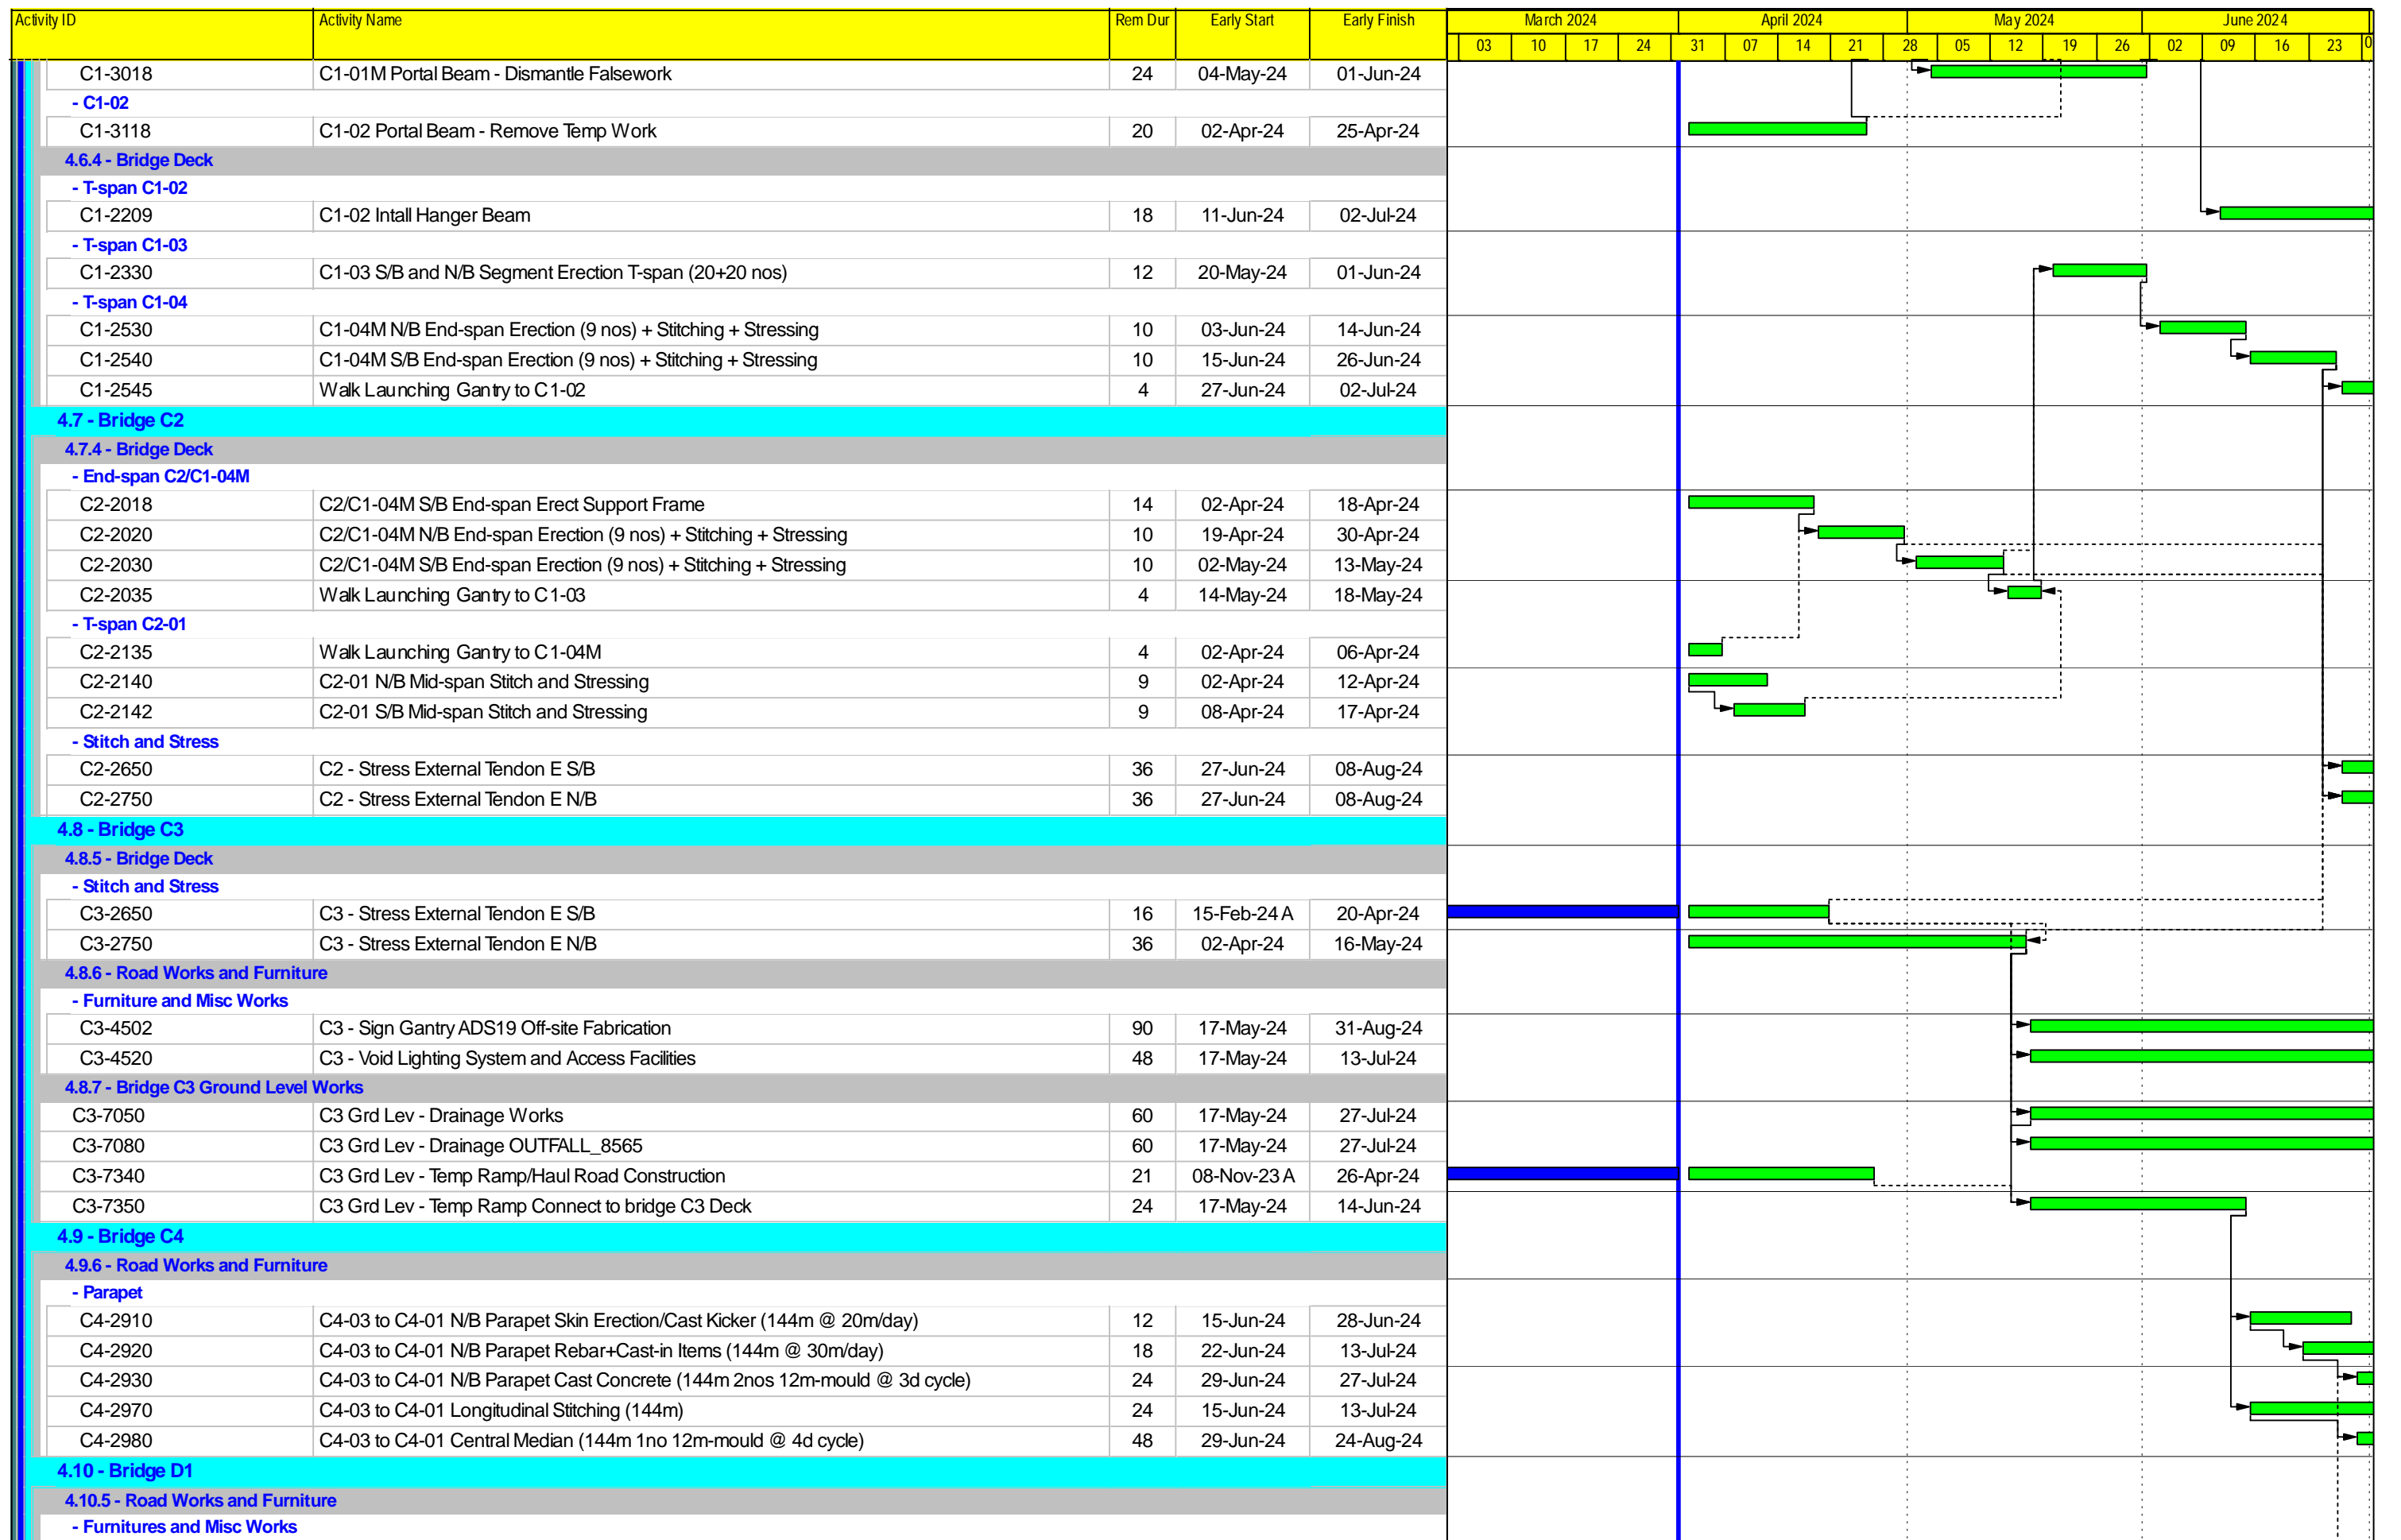 Activity ID Activity Name Rem Dur Early Start Early Finish March 2024 April 2024 May 2024 June 2024
03 10 17 24 31 07 14 21 28 05 12 19 26 02 09 16 23 0
C1-3018 C1-01M Portal Beam - Dismantle Falsework 24 04-May-24 01-Jun-24
- C1-02
C1-3118 C1-02 Portal Beam - Remove Temp Work 20 02-Apr-24 25-Apr-24
4.6.4 - Bridge Deck
- T-span C1-02
C1-2209 C1-02 Intall Hanger Beam 18 11-Jun-24 02-Jul-24
- T-span C1-03
C1-2330 C1-03 S/B and N/B Segment Erection T-span (20+20 nos) 12 20-May-24 01-Jun-24
- T-span C1-04
C1-2530 C1-04M N/B End-span Erection (9 nos) + Stitching + Stressing 10 03-Jun-24 14-Jun-24
C1-2540 C1-04M S/B End-span Erection (9 nos) + Stitching + Stressing 10 15-Jun-24 26-Jun-24
C1-2545 Walk Launching Gantry to C1-02 4 27-Jun-24 02-Jul-24
4.7 - Bridge C2
4.7.4 - Bridge Deck
- End-span C2/C1-04M
C2-2018 C2/C1-04M S/B End-span Erect Support Frame 14 02-Apr-24 18-Apr-24
C2-2020 C2/C1-04M N/B End-span Erection (9 nos) + Stitching + Stressing 10 19-Apr-24 30-Apr-24
C2-2030 C2/C1-04M S/B End-span Erection (9 nos) + Stitching + Stressing 10 02-May-24 13-May-24
C2-2035 Walk Launching Gantry to C1-03 4 14-May-24 18-May-24
- T-span C2-01
C2-2135 Walk Launching Gantry to C1-04M 4 02-Apr-24 06-Apr-24
C2-2140 C2-01 N/B Mid-span Stitch and Stressing 9 02-Apr-24 12-Apr-24
C2-2142 C2-01 S/B Mid-span Stitch and Stressing 9 08-Apr-24 17-Apr-24
- Stitch and Stress
C2-2650 C2 - Stress External Tendon E S/B 36 27-Jun-24 08-Aug-24
C2-2750 C2 - Stress External Tendon E N/B 36 27-Jun-24 08-Aug-24
4.8 - Bridge C3
4.8.5 - Bridge Deck
- Stitch and Stress
C3-2650 C3 - Stress External Tendon E S/B 16 15-Feb-24 A 20-Apr-24
C3-2750 C3 - Stress External Tendon E N/B 36 02-Apr-24 16-May-24
4.8.6 - Road Works and Furniture
- Furniture and Misc Works
C3-4502 C3 - Sign Gantry ADS19 Off-site Fabrication 90 17-May-24 31-Aug-24
C3-4520 C3 - Void Lighting System and Access Facilities 48 17-May-24 13-Jul-24
4.8.7 - Bridge C3 Ground Level Works
C3-7050 C3 Grd Lev - Drainage Works 60 17-May-24 27-Jul-24
C3-7080 C3 Grd Lev - Drainage OUTFALL_8565 60 17-May-24 27-Jul-24
C3-7340 C3 Grd Lev - Temp Ramp/Haul Road Construction 21 08-Nov-23 A 26-Apr-24
C3-7350 C3 Grd Lev - Temp Ramp Connect to bridge C3 Deck 24 17-May-24 14-Jun-24
4.9 - Bridge C4
4.9.6 - Road Works and Furniture
- Parapet
C4-2910 C4-03 to C4-01 N/B Parapet Skin Erection/Cast Kicker (144m @ 20m/day) 12 15-Jun-24 28-Jun-24
C4-2920 C4-03 to C4-01 N/B Parapet Rebar+Cast-in Items (144m @ 30m/day) 18 22-Jun-24 13-Jul-24
C4-2930 C4-03 to C4-01 N/B Parapet Cast Concrete (144m 2nos 12m-mould @ 3d cycle) 24 29-Jun-24 27-Jul-24
C4-2970 C4-03 to C4-01 Longitudinal Stitching (144m) 24 15-Jun-24 13-Jul-24
C4-2980 C4-03 to C4-01 Central Median (144m 1no 12m-mould @ 4d cycle) 48 29-Jun-24 24-Aug-24
4.10 - Bridge D1
4.10.5 - Road Works and Furniture
- Furnitures and Misc Works